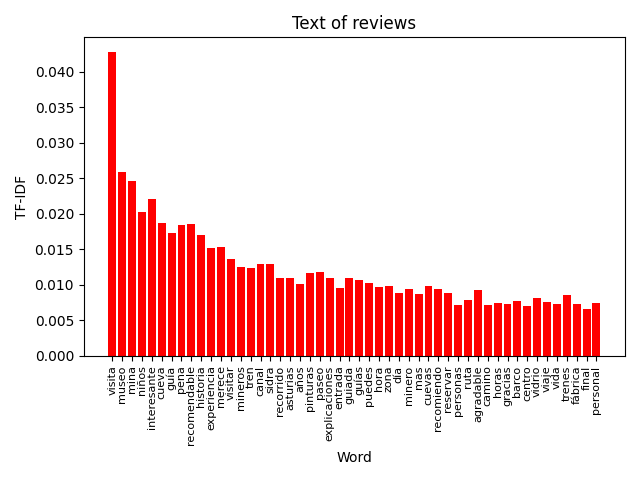 Text of reviews
TF-IDF
0.040
0.035
0.030
0.025
0.020
0.015
0.010
0.005
0.000
visita
museo
mina
niños
interesante
cueva
guía
pena
recomendable
historia
experiencia
merece
visitar
mineros
tren
canal
sidra
recorrido
asturias
años
pinturas
paseo
explicaciones
entrada
guiada
guías
puedes
hora
zona
día
minero
mas
cuevas
recomiendo
reservar
personas
ruta
agradable
camino
horas
gracias
barco
centro
vidrio
viaje
vida
trenes
fábrica
final
personal
Word